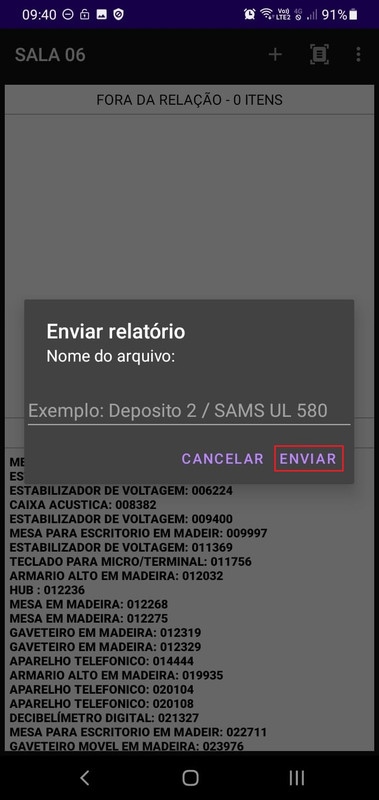 09:40 Vo) LTE2 4G 91%
SALA 06
FORA DA RELAÇÃO - 0 ITENS
Enviar relatório
Nome do arquivo:
Exemplo: Deposito 2 / SAMS UL 580
CANCELAR ENVIAR
ESTABILIZADOR DE VOLTAGEM: 006224
CAIXA ACUSTICA: 008382
ESTABILIZADOR DE VOLTAGEM: 009400
MESA PARA ESCRITORIO EM MADEIR: 009997
ESTABILIZADOR DE VOLTAGEM: 011369
TECLADO PARA MICRO/TERMINAL: 011756
ARMARIO ALTO EM MADEIRA: 012032
HUB : 012236
MESA EM MADEIRA: 012268
MESA EM MADEIRA: 012275
GAVETEIRO EM MADEIRA: 012319
GAVETEIRO EM MADEIRA: 012329
APARELHO TELEFONICO: 014444
ARMARIO ALTO EM MADEIRA: 019935
APARELHO TELEFONICO: 020104
APARELHO TELEFONICO: 020108
DECIBELÍMETRO DIGITAL: 021327
MESA PARA ESCRITORIO EM MADEIR: 022711
GAVETEIRO MOVEL EM MADEIRA: 023976